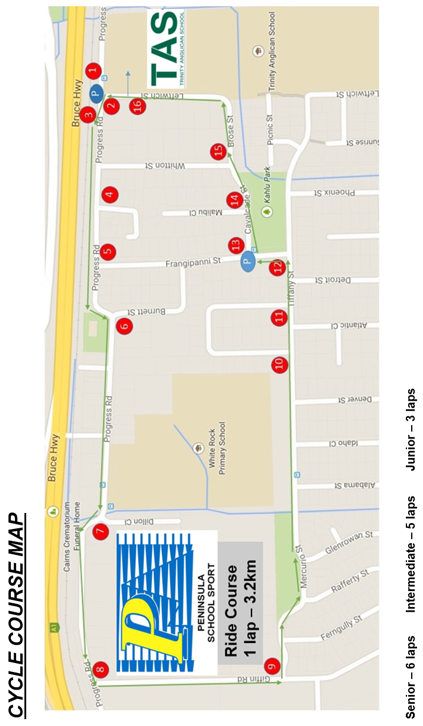 CYCLE COURSE MAP
Bruce Hwy
Bruce Hwy
A1
Cairns Crematorium
Funeral Home
Progress Rd
Progress Rd
Progress Rd
Progress Rd
Progress
TAS
TRINITY ANGLICAN SCHOOL
Trinity Anglican School
P
1
2
3
4
5
6
7
8
9
10
11
12
13
14
15
16
P
Leftwich St
Leftwich St
Whitton St
Brose St
Picnic St
Sunrise St
Malibu Cl
Cavalcade St
Kahlu Park
Phoenix St
Frangipanni St
Burnett St
Tiffany St
Detroit St
Atlantic Cl
Denver St
Idaho Cl
Alabama St
White Rock
Primary School
Dillon Cl
PENINSULA
SCHOOL SPORT
Ride Course
1 lap – 3.2km
Giffin Rd
Mercurio St
Glenrowan St
Rafferty St
Ferngully St
Senior – 6 laps Intermediate – 5 laps Junior – 3 laps